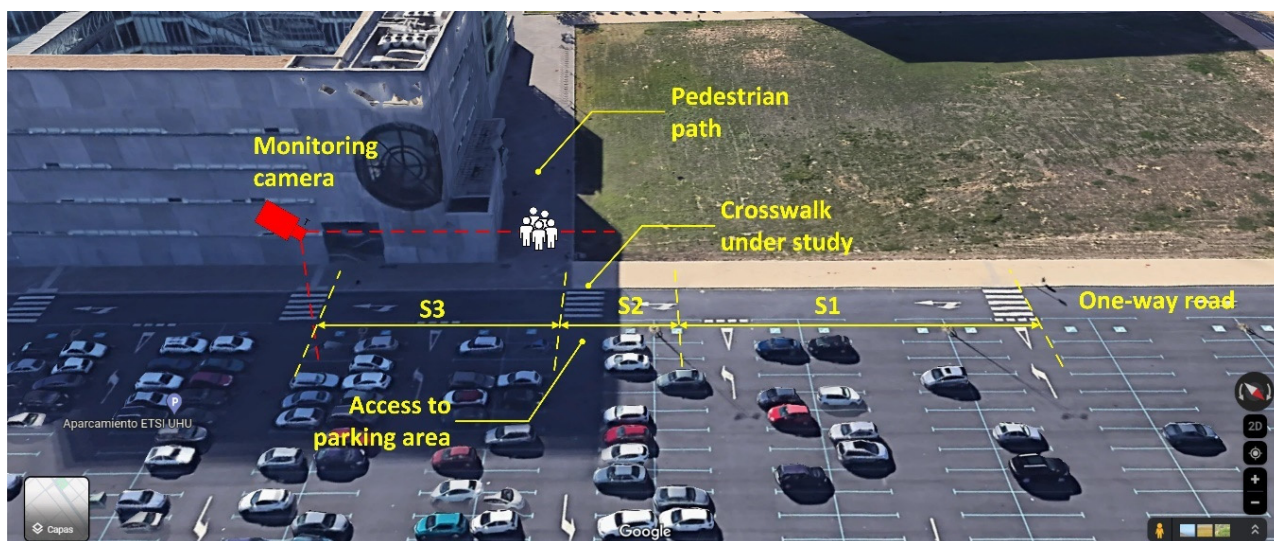 Pedestrian
path
Monitoring
camera
Crosswalk
under study
S3
S2
S1
One-way road
Access to
parking area
Aparcamiento ETSI UHU
P
2D
Capas
Google